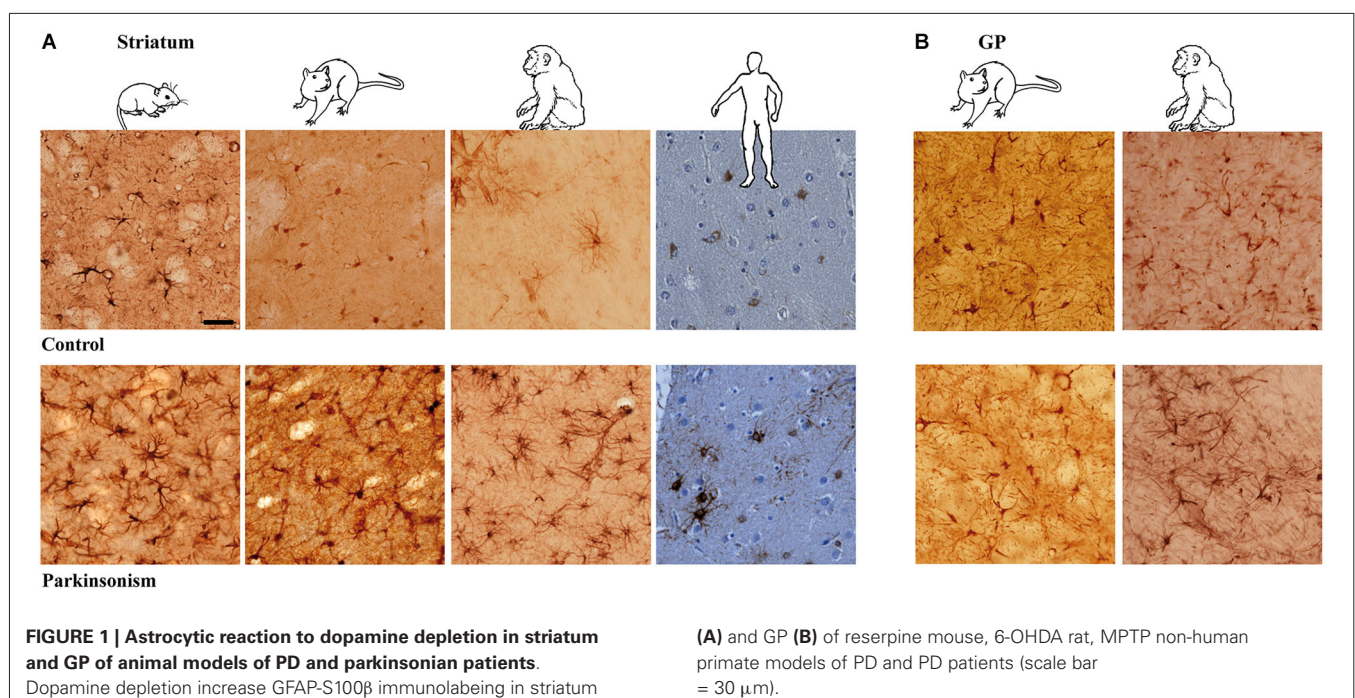 A Striatum
B GP
Control
Parkinsonism
FIGURE 1 | Astrocytic reaction to dopamine depletion in striatum
and GP of animal models of PD and parkinsonian patients.
Dopamine depletion increase GFAP-S100β immunolabeing in striatum
(A) and GP (B) of reserpine mouse, 6-OHDA rat, MPTP non-human
primate models of PD and PD patients (scale bar
= 30 μm).